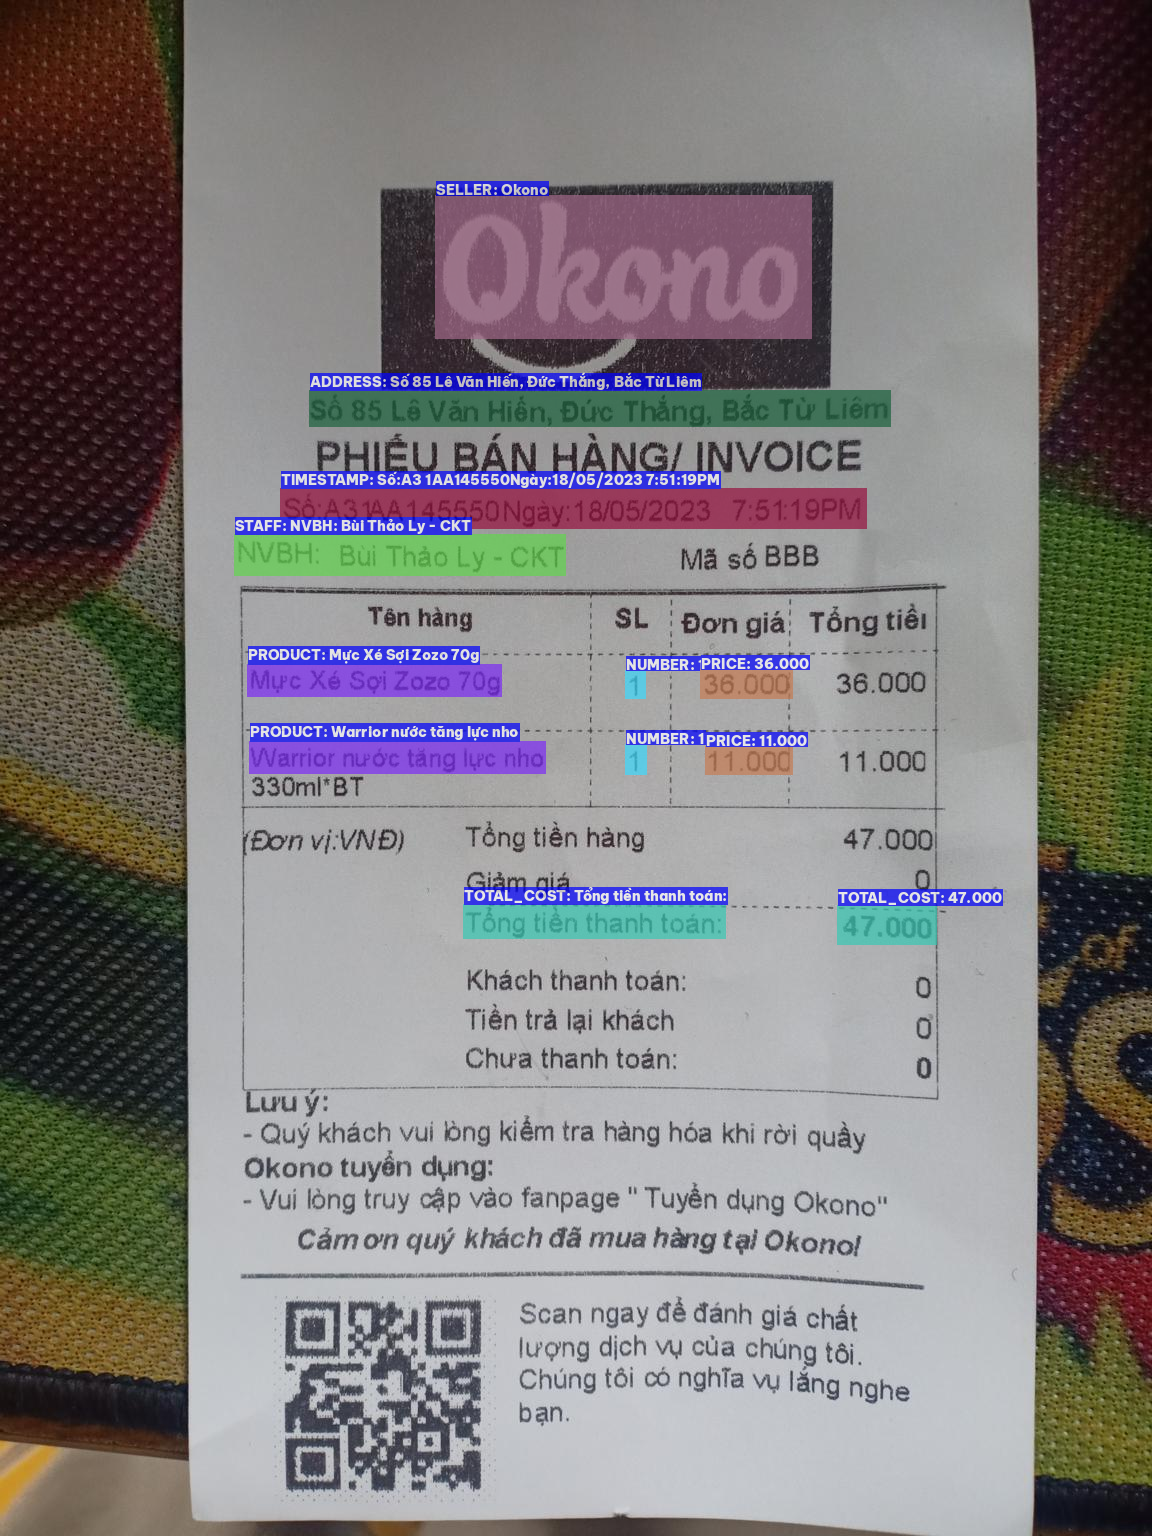 SELLER: Okono
Okono
ADDRESS: Số 85 Lê Văn Hiến, Đức Thắng, Bắc Từ Liêm
Số 85 Lê Văn Hiến, Đức Thắng, Bắc Từ Liêm
PHIẾU BÁN HÀNG/ INVOICE
TIMESTAMP: Số:A3 1AA145550Ngày:18/05/2023 7:51:19PM
Số:A31AA145550Ngày:18/05/2023 7:51:19PM
STAFF: NVBH: Bùi Thảo Ly - CKT
NVBH: Bùi Thảo Ly - CKT Mã số BBB
Tên hàng SL Đơn giá Tổng tiền
PRODUCT: Mực Xé Sợi Zozo 70g NUMBER: 1 PRICE: 36.000
Mực Xé Sợi Zozo 70g 1 36.000 36.000
PRODUCT: Warrior nước tăng lực nho NUMBER: 1 PRICE: 11.000
Warrior nước tăng lực nho 1 11.000 11.000
330ml*BT
(Đơn vị:VNĐ) Tổng tiền hàng 47.000
Giảm giá 0
TOTAL_COST: Tổng tiền thanh toán: TOTAL_COST: 47.000
Tổng tiền thanh toán: 47.000
Khách thanh toán: 0
Tiền trả lại khách 0
Chưa thanh toán: 0
Lưu ý:
- Quý khách vui lòng kiểm tra hàng hóa khi rời quầy
Okono tuyển dụng:
- Vui lòng truy cập vào fanpage " Tuyển dụng Okono"
Cảm ơn quý khách đã mua hàng tại Okono!
Scan ngay để đánh giá chất
lượng dịch vụ của chúng tôi.
Chúng tôi có nghĩa vụ lắng nghe
bạn.
of